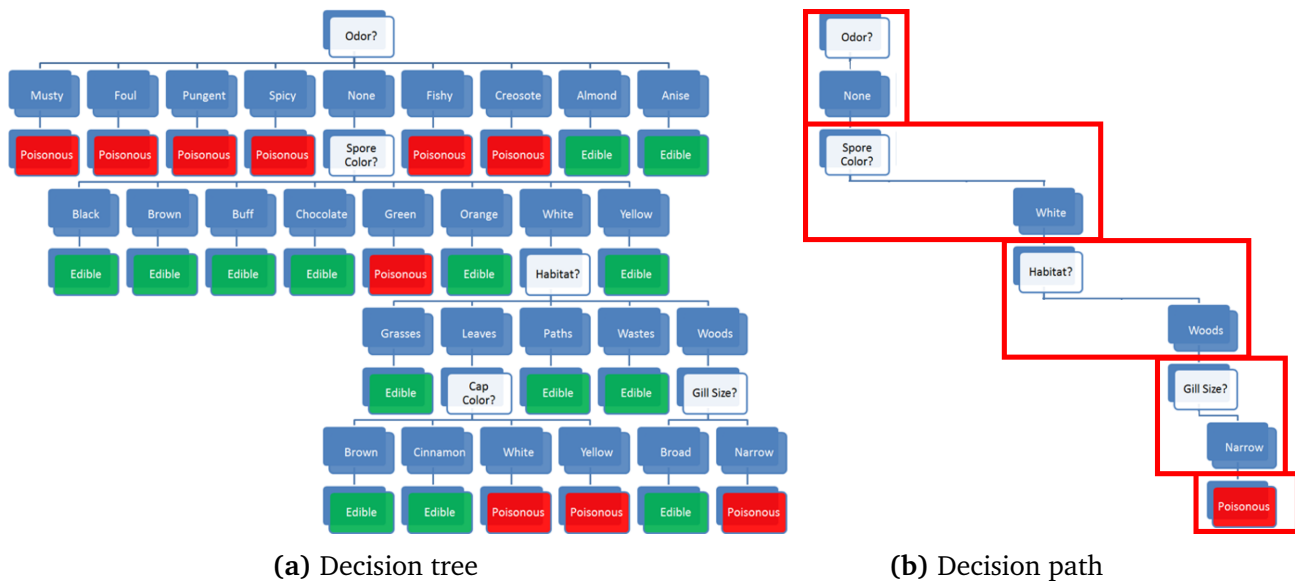 Odor?
Musty Foul Pungent Spicy None Fishy Creosote Almond Anise
Poisonous Poisonous Poisonous Poisonous Spore Color? Poisonous Poisonous Edible Edible
Black Brown Buff Chocolate Green Orange White Yellow
Edible Edible Edible Edible Poisonous Edible Habitat? Edible
Grasses Leaves Paths Wastes Woods
Edible Cap Color? Edible Edible Gill Size?
Brown Cinnamon White Yellow Broad Narrow
Edible Edible Poisonous Poisonous Edible Poisonous
(a) Decision tree
Odor?
None
Spore
Color?
White
Habitat?
Woods
Gill Size?
Narrow
Poisonous
(b) Decision path